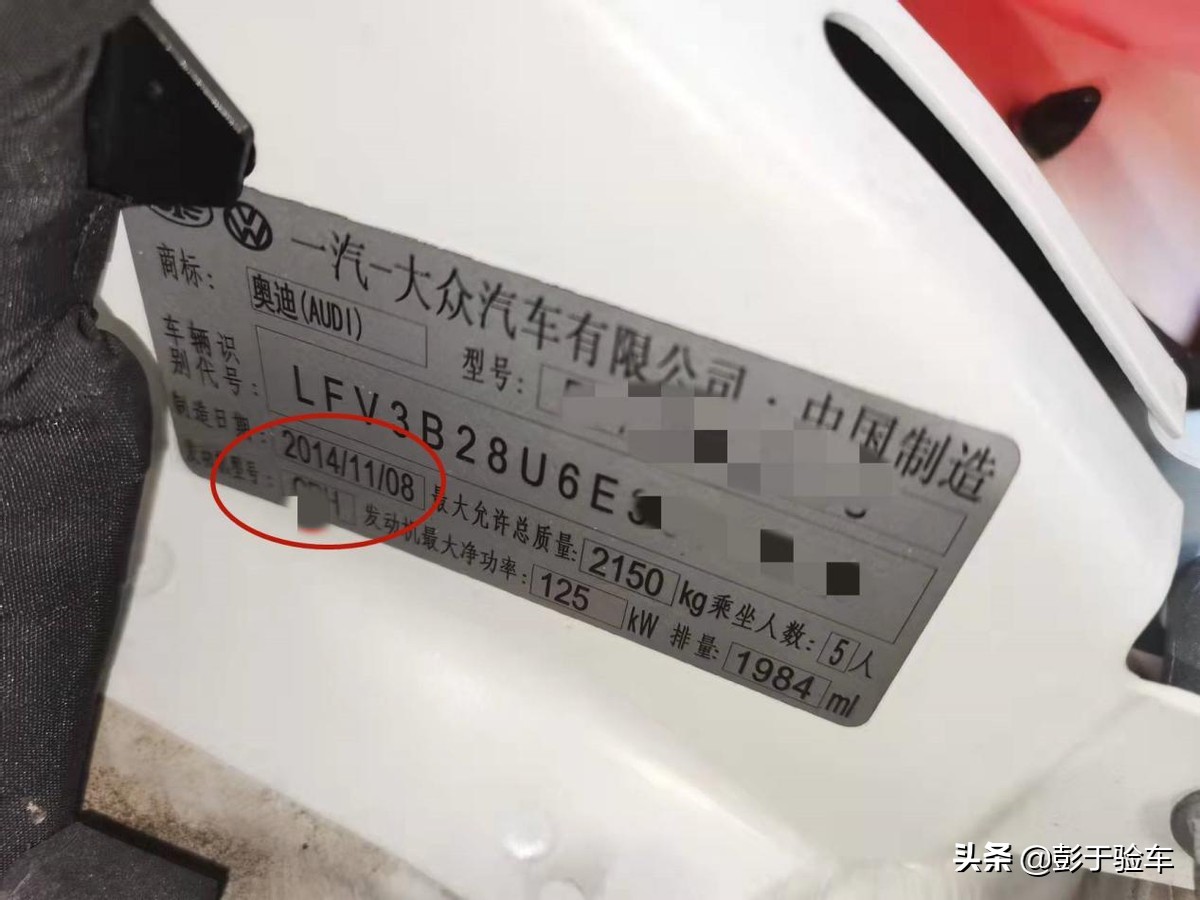 一汽-大众汽车有限公司·中国制造
商标: 奥迪(AUDI) 型号:
车辆识别代号: LFV3B28U6E3
制造日期: 2014/11/08 最大允许总质量: 2150 kg 乘坐人数: 5 人
型号: 发动机最大净功率: 125 kW 排量: 1984 ml
头条 @彭于验车